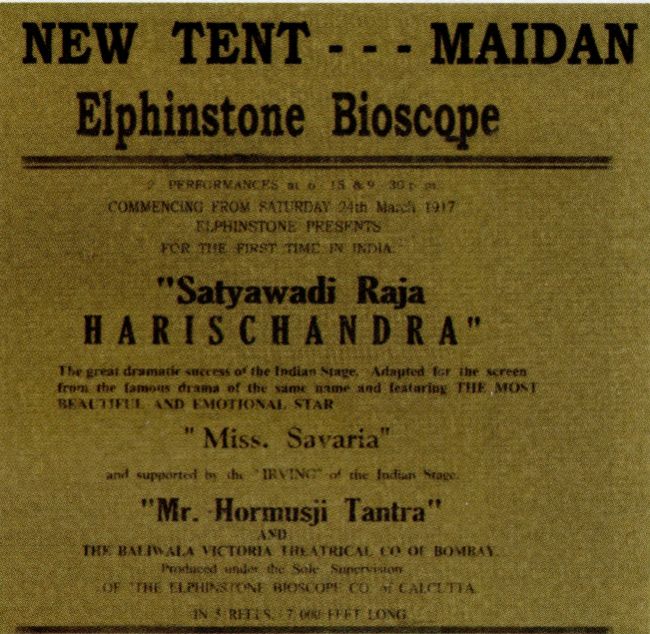 NEW TENT - - - MAIDAN
Elphinstone Bioscope
2 PERFORMANCES at 6 - 15 & 9 - 30 p. m.
COMMENCING FROM SATURDAY 24th March 1917
ELPHINSTONE PRESENTS
FOR THE FIRST TIME IN INDIA.
"Satyawadi Raja
HARISCHANDRA"
The great dramatic success of the Indian Stage. Adapted for the screen
from the famous drama of the same name and featuring THE MOST
BEAUTIFUL AND EMOTIONAL STAR
"Miss. Savaria"
and supported by the "IRVING" of the Indian Stage.
"Mr. Hormusji Tantra"
AND
THE BALIWALA VICTORIA THEATRICAL CO OF BOMBAY.
Produced under the Sole Supervision
OF THE ELPHINSTONE BIOSCOPE CO. of CALCUTTA.
IN 5 REELS. 7,000 FEET LONG